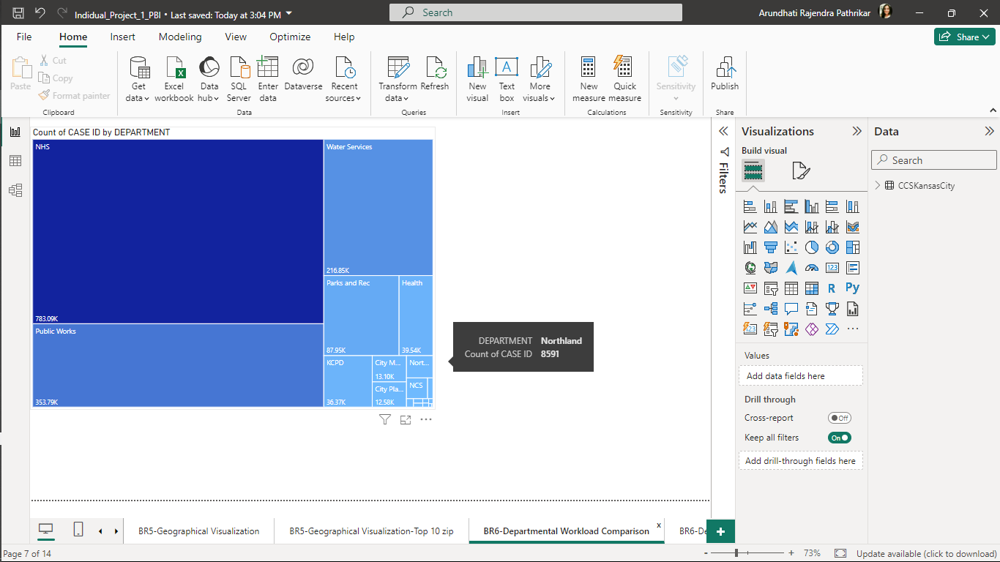 Indidual_Project_1_PBI • Last saved: Today at 3:04 PM
Search
Arundhati Rajendra Pathrikar
File Home Insert Modeling View Optimize Help
Share
Paste
Cut
Copy
Format painter
Clipboard
Get data
Excel workbook
Data hub
SQL Server
Enter data
Dataverse
Recent sources
Data
Transform data
Refresh
Queries
New visual
Text box
More visuals
Insert
New measure
Quick measure
Calculations
Sensitivity
Sensitivity
Publish
Share
Count of CASE ID by DEPARTMENT
NHS
783.09K
Public Works
353.79K
Water Services
216.85K
Parks and Rec
87.95K
Health
39.54K
KCPD
36.37K
City M...
13.10K
City Pla...
12.58K
Nort...
NCS
DEPARTMENT Northland
Count of CASE ID 8591
Filters
Visualizations
Build visual
R
Py
123
Values
Add data fields here
Drill through
Cross-report
Off
Keep all filters
On
Add drill-through fields here
Data
Search
CCSKansasCity
BR5-Geographical Visualization
BR5-Geographical Visualization-Top 10 zip
BR6-Departmental Workload Comparison
x
BR6-De
+
Page 7 of 14
- + 73%
Update available (click to download)